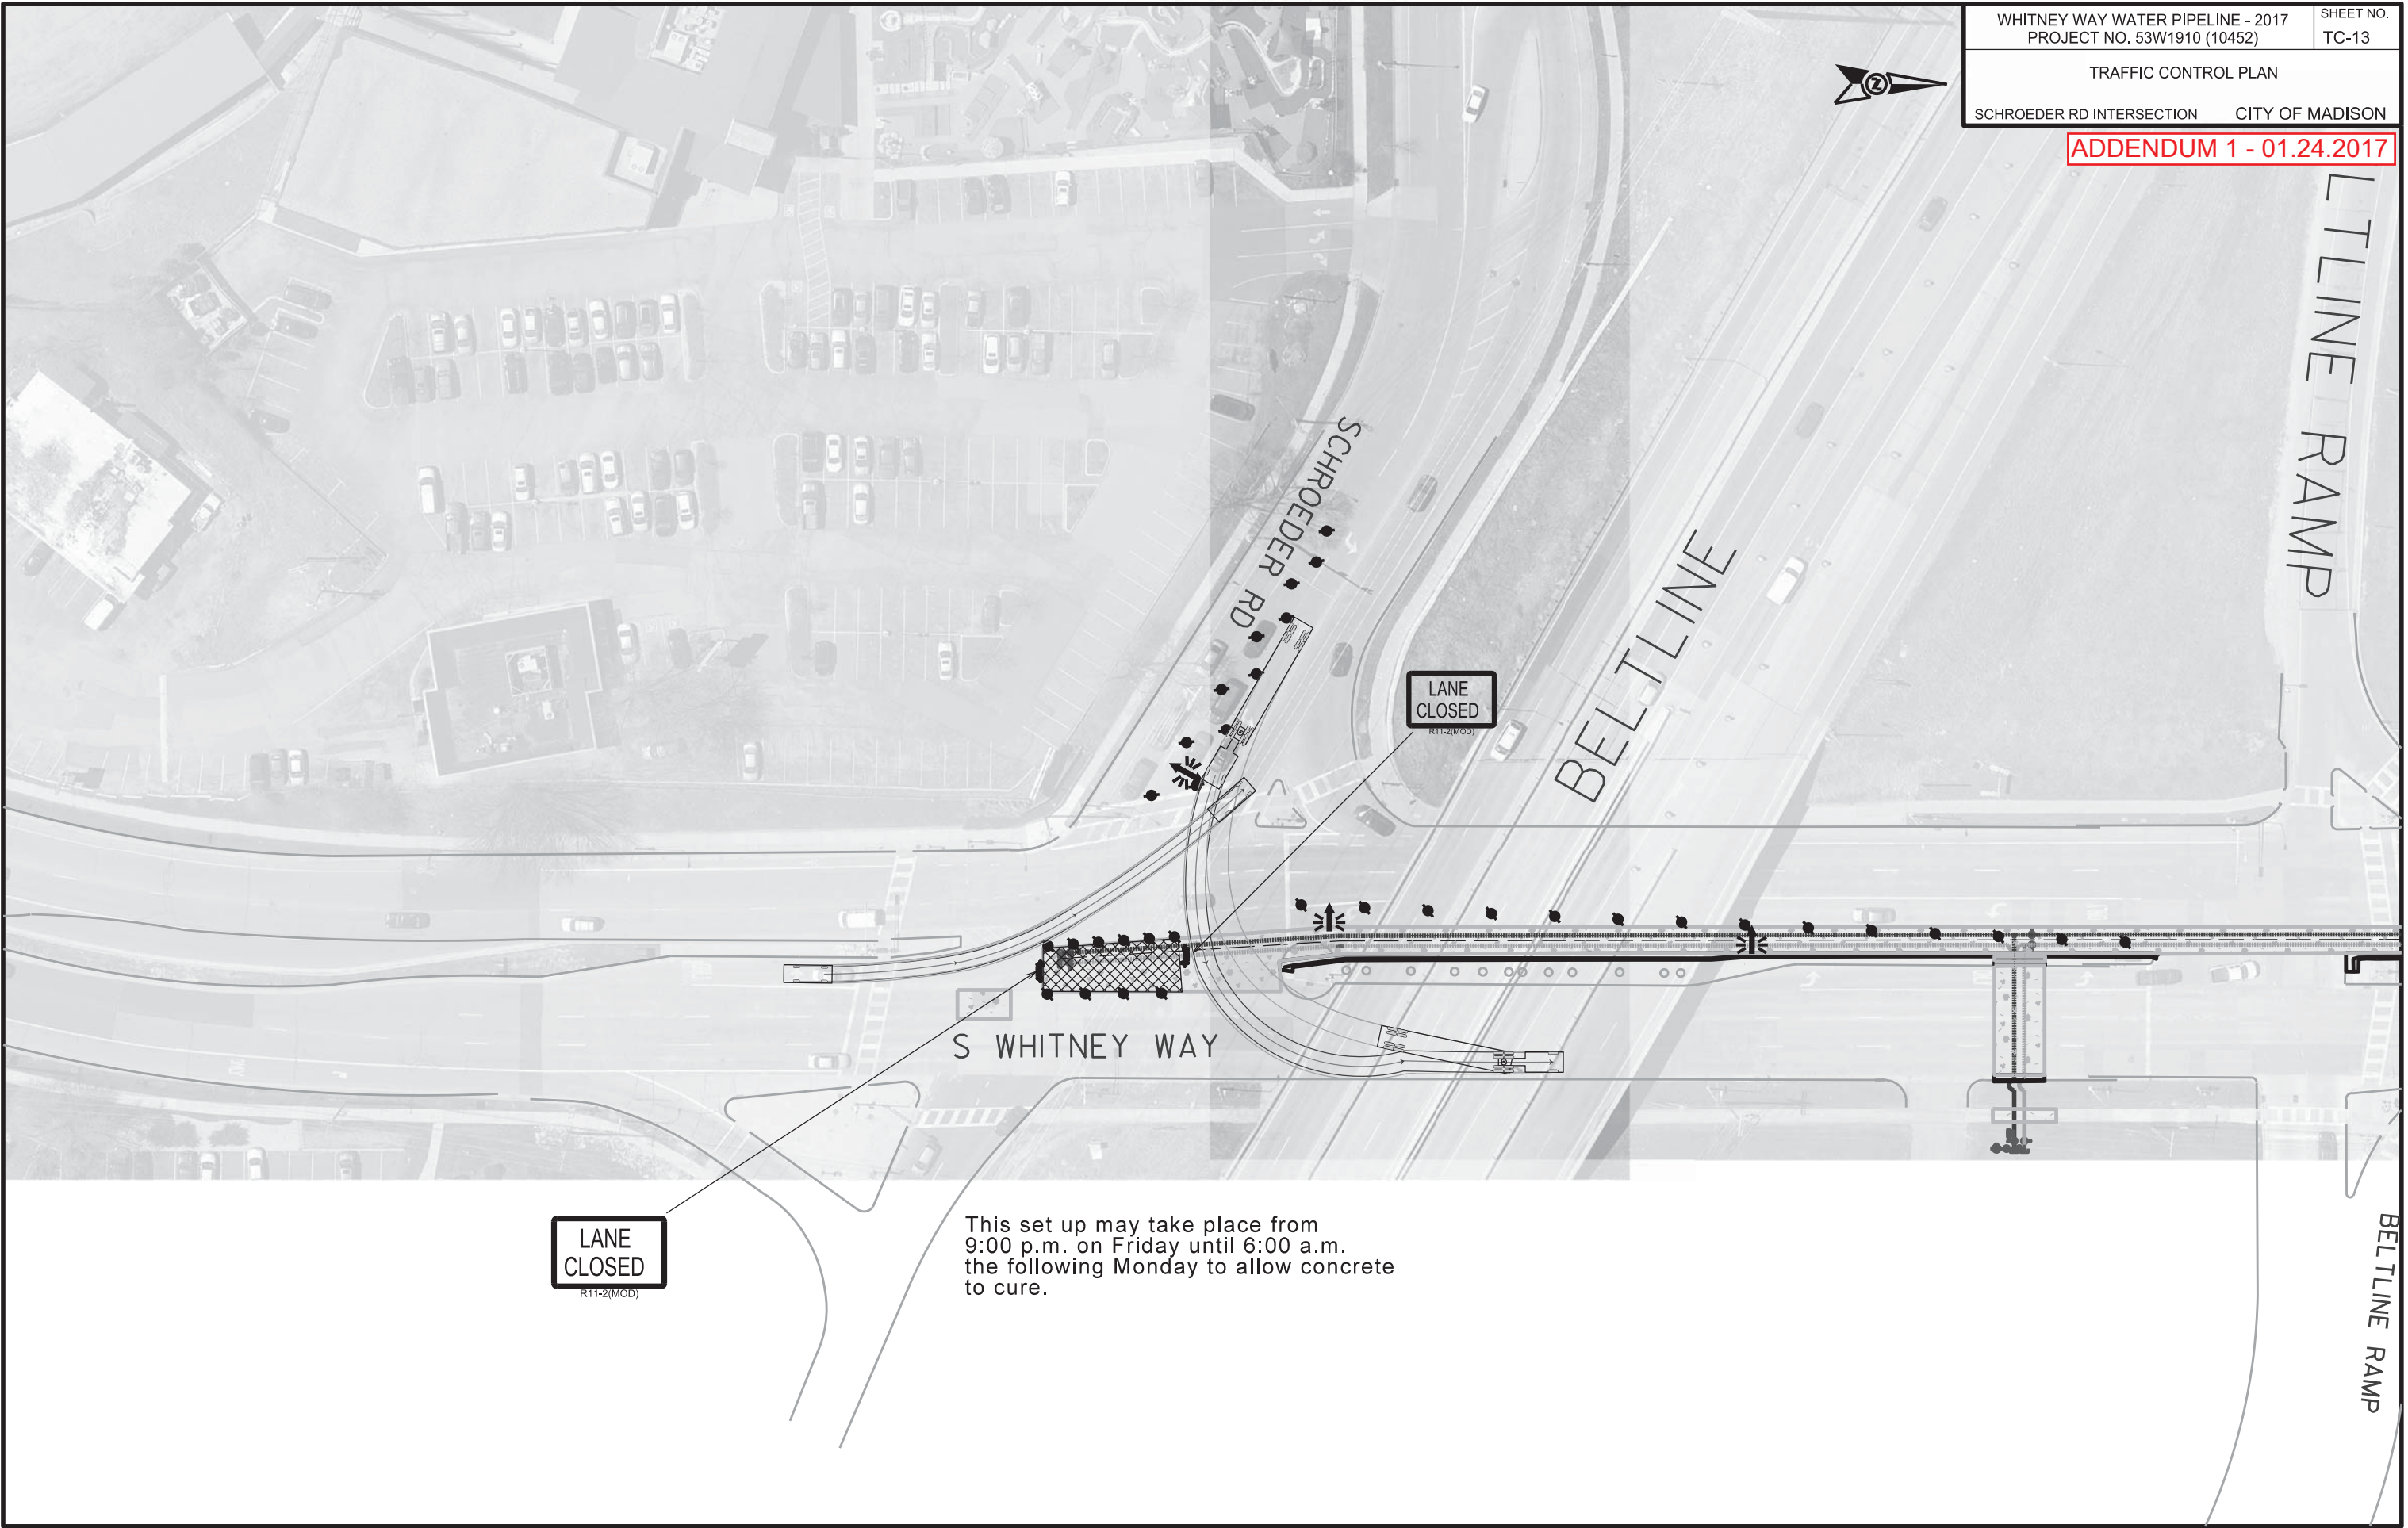 WHITNEY WAY WATER PIPELINE - 2017
PROJECT NO. 53W1910 (10452)
SHEET NO.
TC-13
TRAFFIC CONTROL PLAN
SCHROEDER RD INTERSECTION CITY OF MADISON
ADDENDUM 1 - 01.24.2017
Z
LTLINE RAMP
SCHROEDER RD
BELTLINE
LANE
CLOSED
R11-2(MOD)
S WHITNEY WAY
LANE
CLOSED
R11-2(MOD)
This set up may take place from
9:00 p.m. on Friday until 6:00 a.m.
the following Monday to allow concrete
to cure.
BELTLINE RAMP